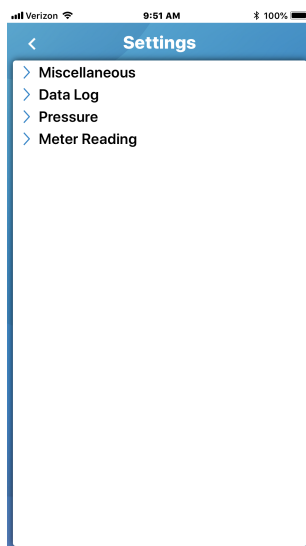 Verizon 9:51 AM 100%
Settings
Miscellaneous
Data Log
Pressure
Meter Reading